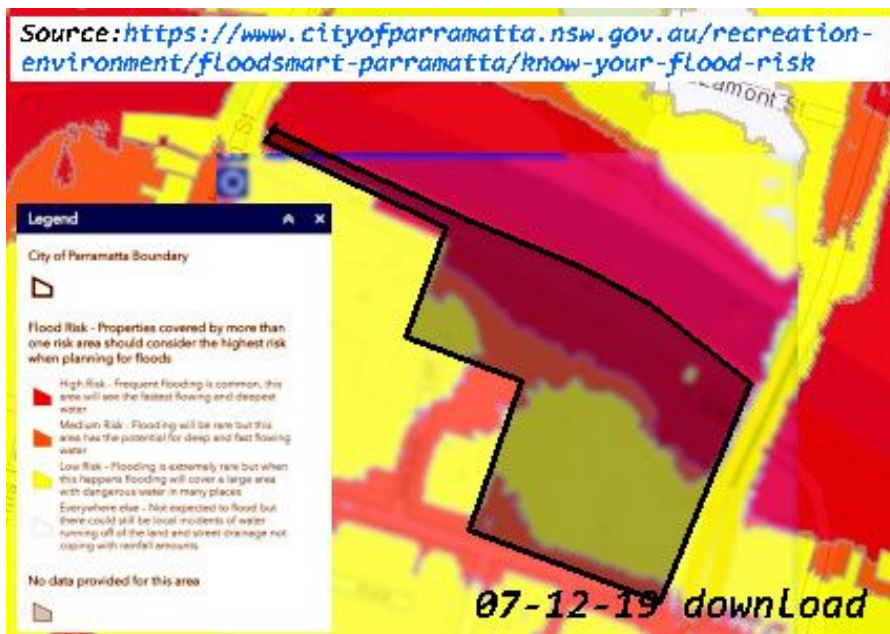 Source:https://www.cityofparramatta.nsw.gov.au/recreation-
environment/floodsmart-parramatta/know-your-flood-risk
Lamont St
St
Legend
City of Parramatta Boundary
Flood Risk - Properties covered by more than
one risk area should consider the highest risk
when planning for floods
High Risk - Frequent flooding is common, this
area will see the fastest flowing and deepest
water
Medium Risk - Flooding will be rare but this
area has the potential for deep and fast flowing
water
Low Risk - Flooding is extremely rare but when
this happens flooding will cover a large area
with dangerous water in many places
Everywhere else - Not expected to flood but
there could still be local incidents of water
running off of the land and street drainage not
coping with rainfall amounts
No data provided for this area
07-12-19 download